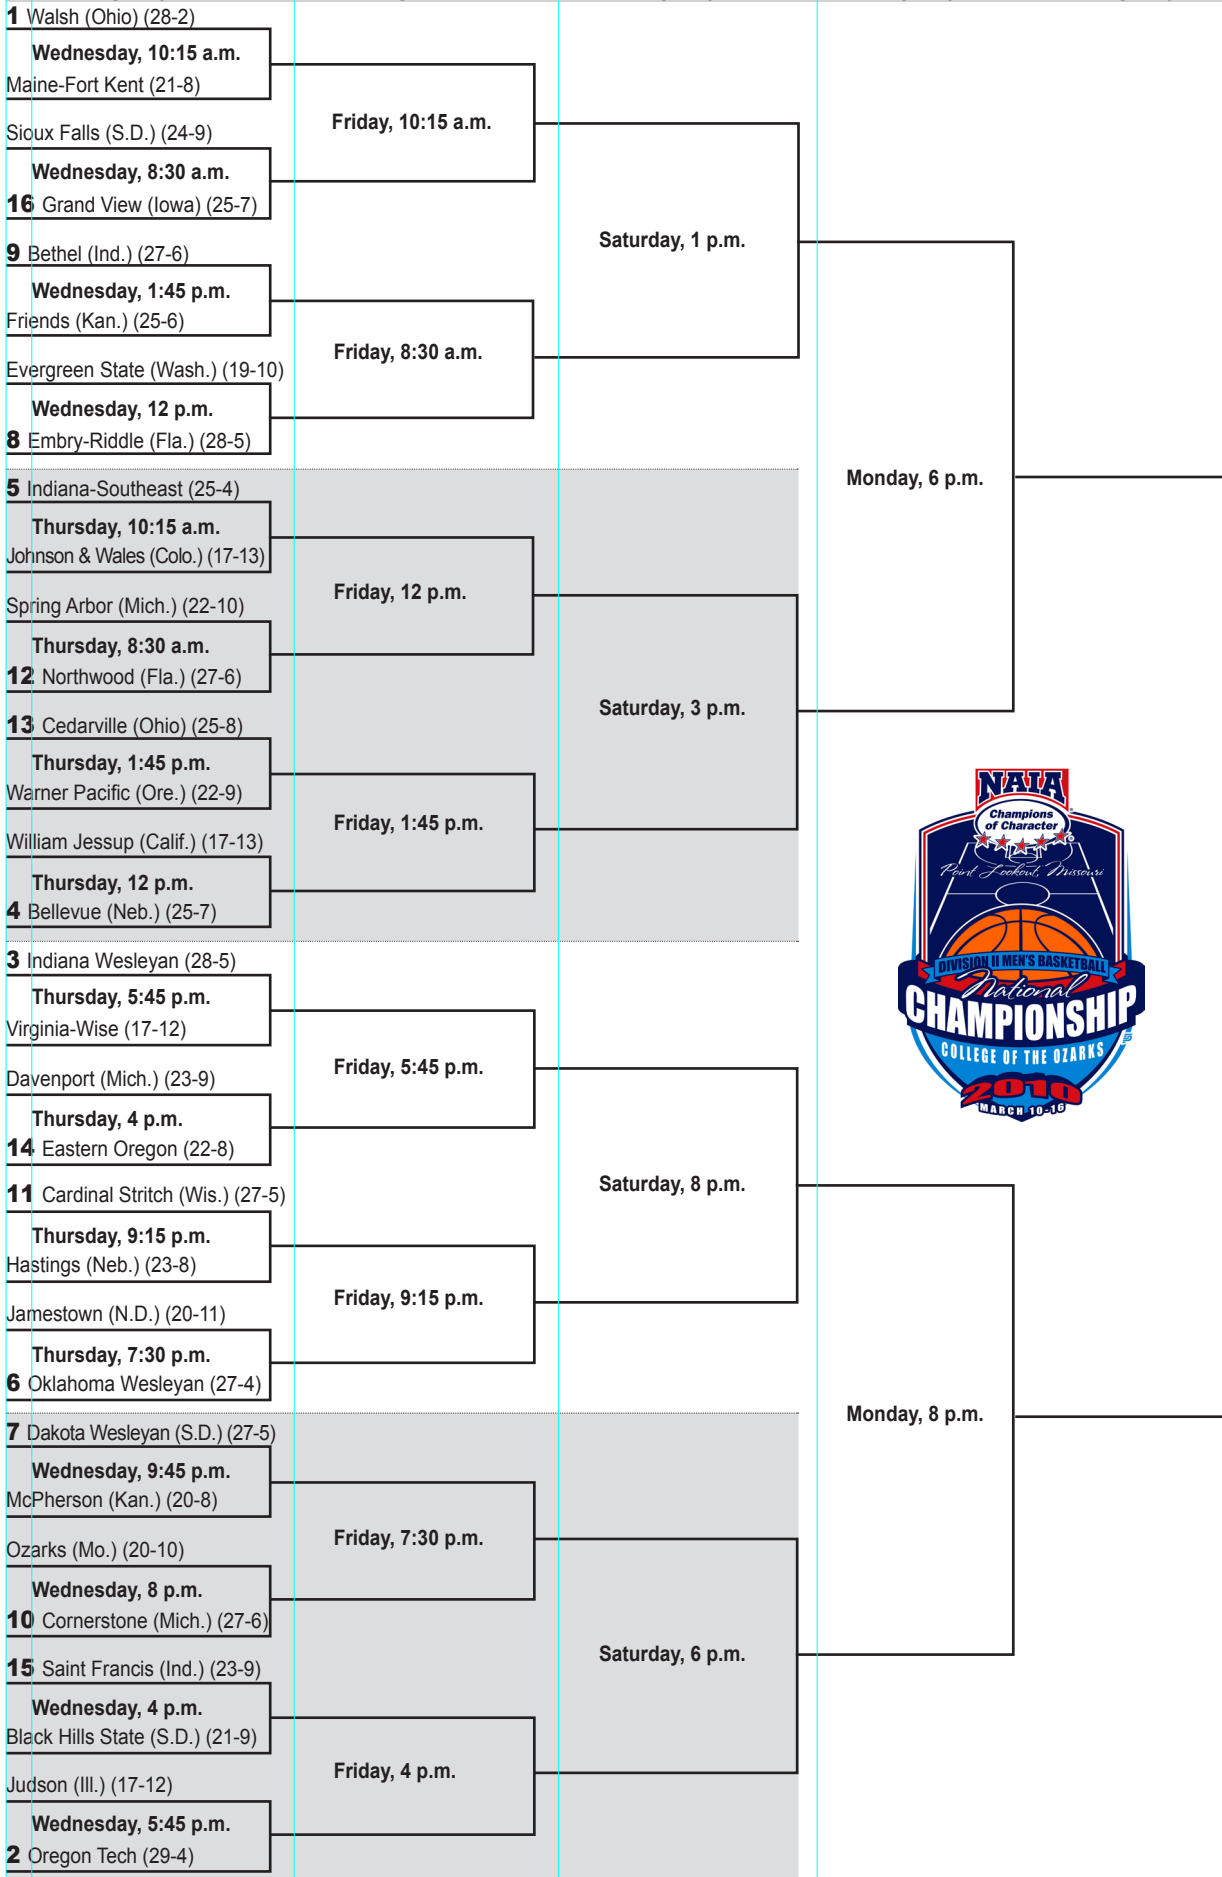 1 Walsh (Ohio) (28-2)
Wednesday, 10:15 a.m.
Maine-Fort Kent (21-8)
Sioux Falls (S.D.) (24-9)
Wednesday, 8:30 a.m.
16 Grand View (Iowa) (25-7)
9 Bethel (Ind.) (27-6)
Wednesday, 1:45 p.m.
Friends (Kan.) (25-6)
Evergreen State (Wash.) (19-10)
Wednesday, 12 p.m.
8 Embry-Riddle (Fla.) (28-5)
5 Indiana-Southeast (25-4)
Thursday, 10:15 a.m.
Johnson & Wales (Colo.) (17-13)
Spring Arbor (Mich.) (22-10)
Thursday, 8:30 a.m.
12 Northwood (Fla.) (27-6)
13 Cedarville (Ohio) (25-8)
Thursday, 1:45 p.m.
Warner Pacific (Ore.) (22-9)
William Jessup (Calif.) (17-13)
Thursday, 12 p.m.
4 Bellevue (Neb.) (25-7)
3 Indiana Wesleyan (28-5)
Thursday, 5:45 p.m.
Virginia-Wise (17-12)
Davenport (Mich.) (23-9)
Thursday, 4 p.m.
14 Eastern Oregon (22-8)
11 Cardinal Stritch (Wis.) (27-5)
Thursday, 9:15 p.m.
Hastings (Neb.) (23-8)
Jamestown (N.D.) (20-11)
Thursday, 7:30 p.m.
6 Oklahoma Wesleyan (27-4)
7 Dakota Wesleyan (S.D.) (27-5)
Wednesday, 9:45 p.m.
McPherson (Kan.) (20-8)
Ozarks (Mo.) (20-10)
Wednesday, 8 p.m.
10 Cornerstone (Mich.) (27-6)
15 Saint Francis (Ind.) (23-9)
Wednesday, 4 p.m.
Black Hills State (S.D.) (21-9)
Judson (Ill.) (17-12)
Wednesday, 5:45 p.m.
2 Oregon Tech (29-4)
Friday, 10:15 a.m.
Friday, 8:30 a.m.
Friday, 12 p.m.
Friday, 1:45 p.m.
Friday, 5:45 p.m.
Friday, 9:15 p.m.
Friday, 7:30 p.m.
Friday, 4 p.m.
Saturday, 1 p.m.
Saturday, 3 p.m.
Saturday, 8 p.m.
Saturday, 6 p.m.
Monday, 6 p.m.
Monday, 8 p.m.
NAIA
Champions
of Character
Point Lookout, Missouri
DIVISION II MEN'S BASKETBALL
National
CHAMPIONSHIP
COLLEGE OF THE OZARKS
2010
MARCH 10-16